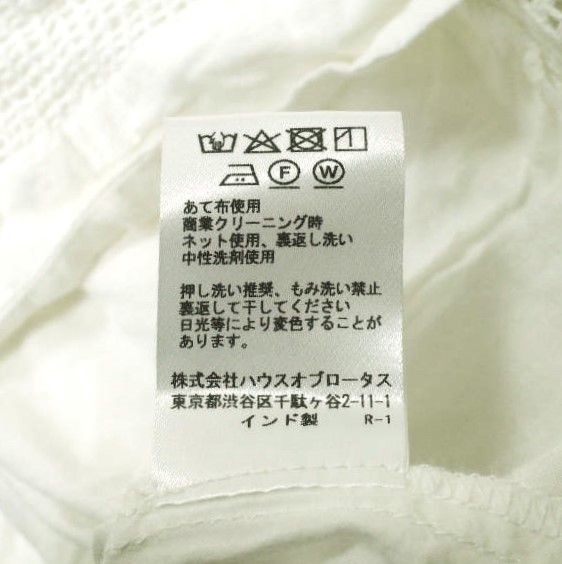 F W
あて布使用
商業クリーニング時
ネット使用、裏返し洗い
中性洗剤使用
押し洗い推奨、もみ洗い禁止
裏返して干してください
日光等により変色することが
あります。
株式会社ハウスオブロータス
東京都渋谷区千駄ヶ谷2-11-1
インド製 R-1